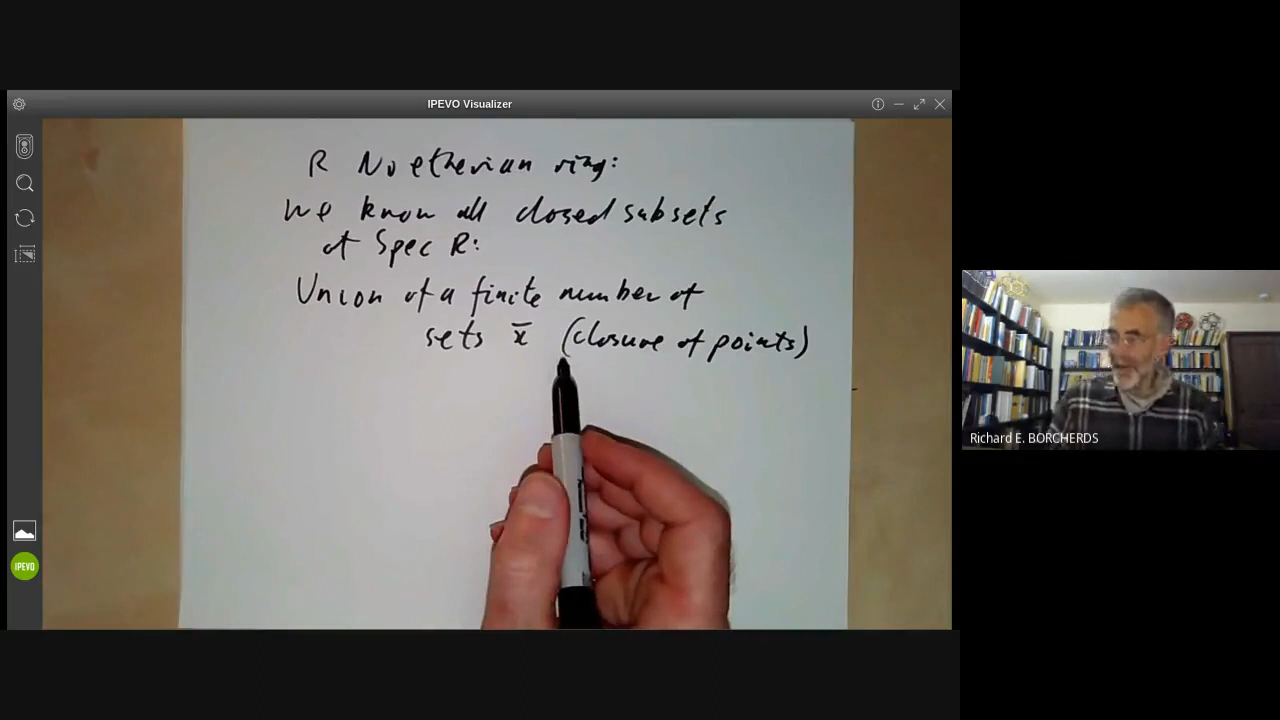 IPEVO Visualizer
R Noetherian ring:
We know all closed subsets
of Spec R:
Union of a finite number of
sets x̄ (closure of points)
Richard E. BORCHERDS
IPEVO